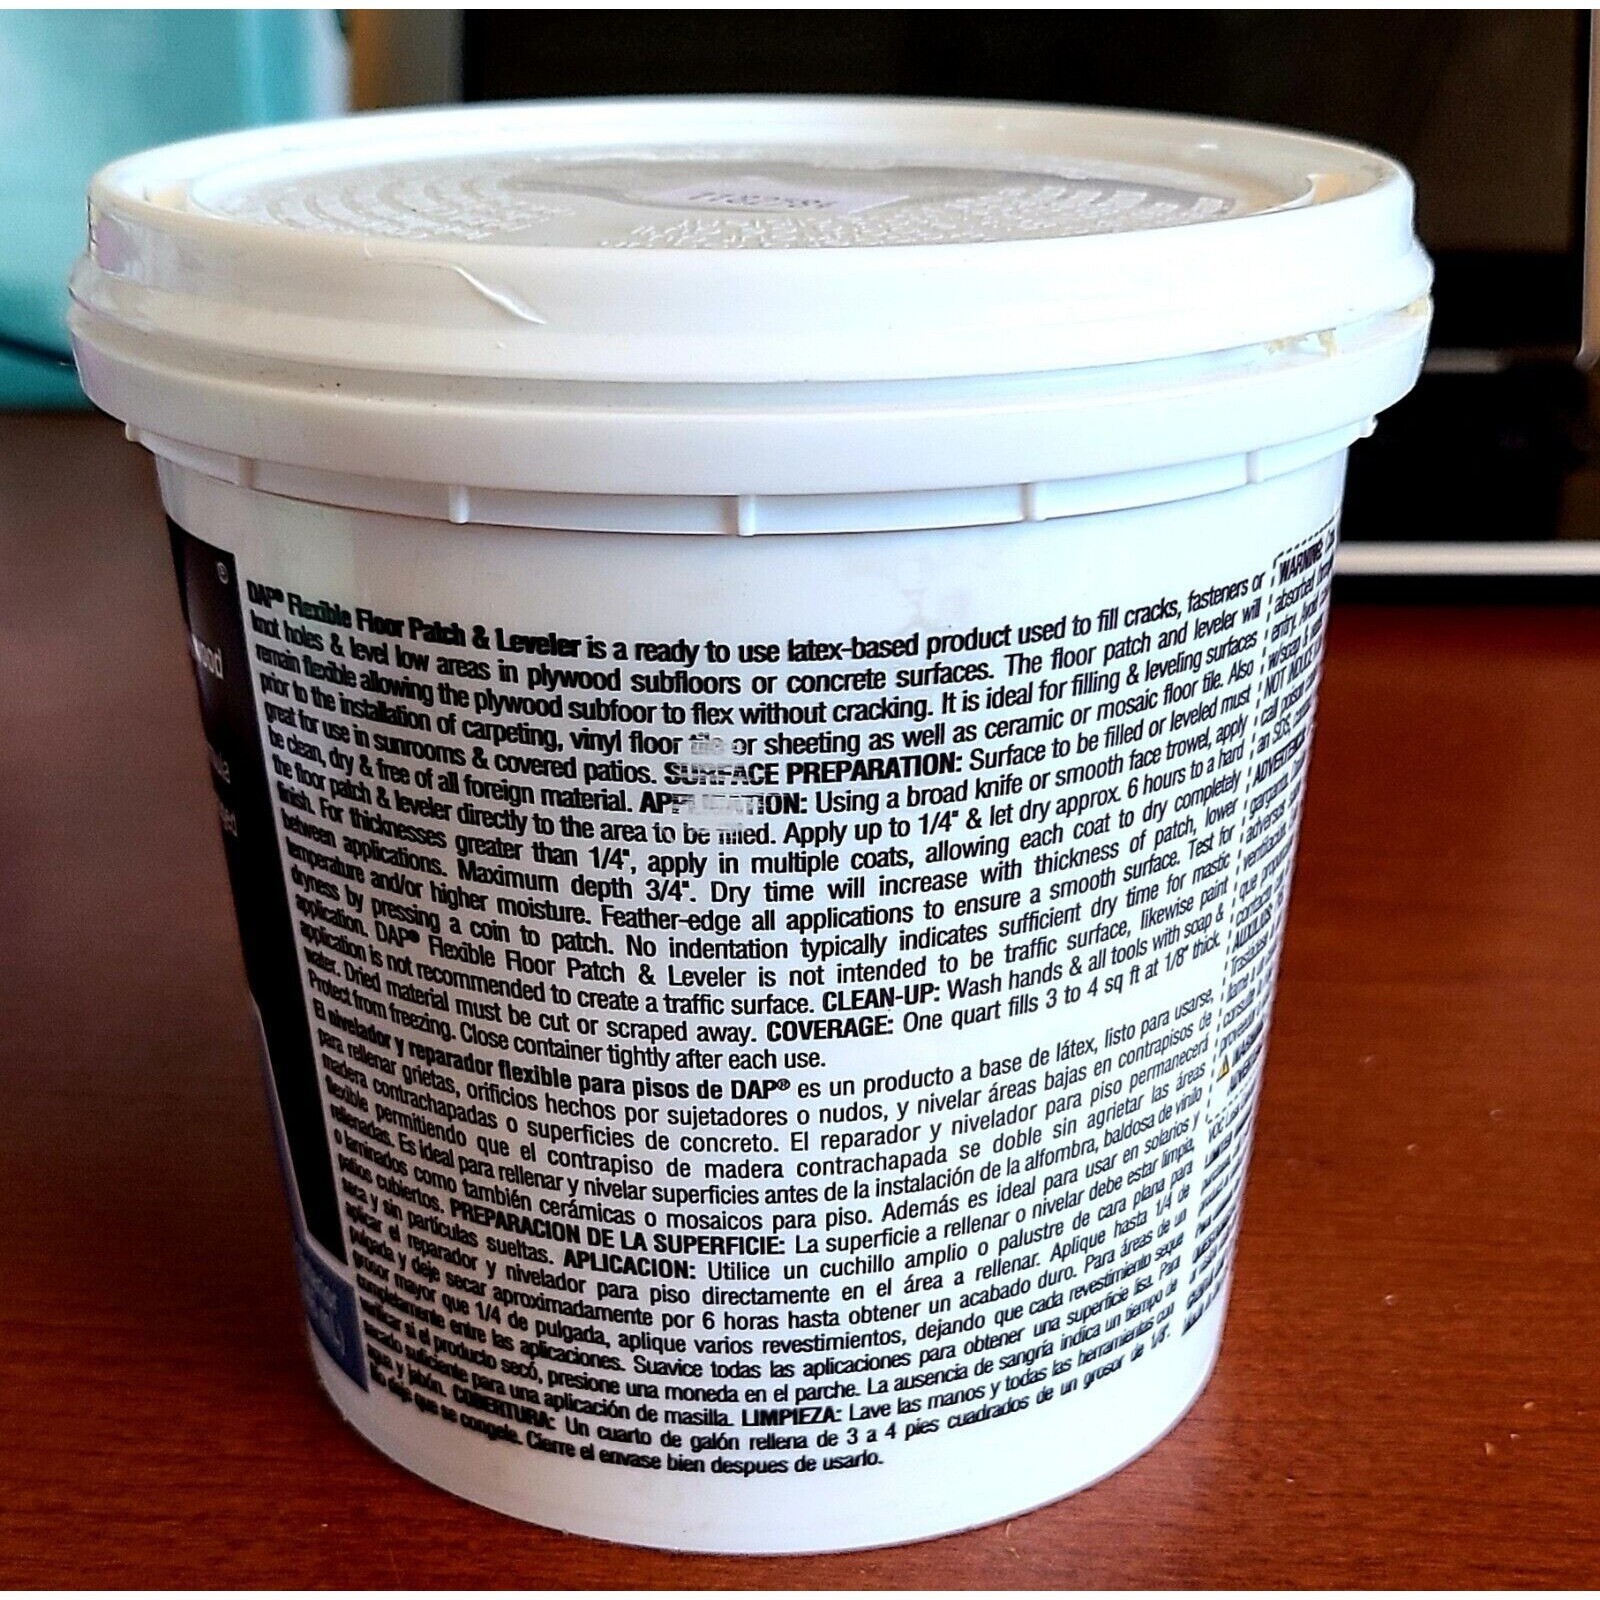 DAP® Flexible Floor Patch & Leveler is a ready to use latex-based product used to fill cracks, fasteners or
knot holes & level low areas in plywood subfloors or concrete surfaces. The floor patch and leveler will
remain flexible allowing the plywood subfoor to flex without cracking. It is ideal for filling & leveling surfaces
prior to the installation of carpeting, vinyl floor tile or sheeting as well as ceramic or mosaic floor tile. Also
great for use in sunrooms & covered patios. SURFACE PREPARATION: Surface to be filled or leveled must
be clean, dry & free of all foreign material. APPLICATION: Using a broad knife or smooth face trowel, apply
the floor patch & leveler directly to the area to be filled. Apply up to 1/4" & let dry approx. 6 hours to a hard
finish. For thicknesses greater than 1/4", apply in multiple coats, allowing each coat to dry completely
between applications. Maximum depth 3/4". Dry time will increase with thickness of patch, lower
temperature and/or higher moisture. Feather-edge all applications to ensure a smooth surface. Test for
dryness by pressing a coin to patch. No indentation typically indicates sufficient dry time for mastic
application. DAP® Flexible Floor Patch & Leveler is not intended to be traffic surface, likewise paint
application is not recommended to create a traffic surface. CLEAN-UP: Wash hands & all tools with soap &
water. Dried material must be cut or scraped away. COVERAGE: One quart fills 3 to 4 sq ft at 1/8" thick.
Protect from freezing. Close container tightly after each use.
El nivelador y reparador flexible para pisos de DAP® es un producto a base de látex, listo para usarse,
para rellenar grietas, orificios hechos por sujetadores o nudos, y nivelar áreas bajas en contrapisos de
madera contrachapadas o superficies de concreto. El reparador y nivelador para piso permanecerá
flexible permitiendo que el contrapiso de madera contrachapada se doble sin agrietar las áreas
rellenadas. Es ideal para rellenar y nivelar superficies antes de la instalación de la alfombra, baldosa de vinilo
o laminados como también cerámicas o mosaicos para piso. Además es ideal para usar en solarios y
patios cubiertos. PREPARACION DE LA SUPERFICIE: La superficie a rellenar o nivelar debe estar limpia,
seca y sin partículas sueltas. APLICACION: Utilice un cuchillo amplio o palustre de cara plana para
aplicar el reparador y nivelador para piso directamente en el área a rellenar. Aplique hasta 1/4 de
pulgada y deje secar aproximadamente por 6 horas hasta obtener un acabado duro. Para áreas de un
grosor mayor que 1/4 de pulgada, aplique varios revestimientos, dejando que cada revestimiento seque
completamente entre las aplicaciones. Suavice todas las aplicaciones para obtener una superficie lisa. Para
verificar si el producto secó, presione una moneda en el parche. La ausencia de sangría indica un tiempo de
secado suficiente para una aplicación de masilla. LIMPIEZA: Lave las manos y todas las herramientas con
agua y jabón. COBERTURA: Un cuarto de galón rellena de 3 a 4 pies cuadrados de un grosor de 1/8".
No deje que se congele. Cierre el envase bien despues de usarlo.
WARNING:
absorbed
entry. Avoid
w/soap &
NOT INDUCE
call poison
an SDS,